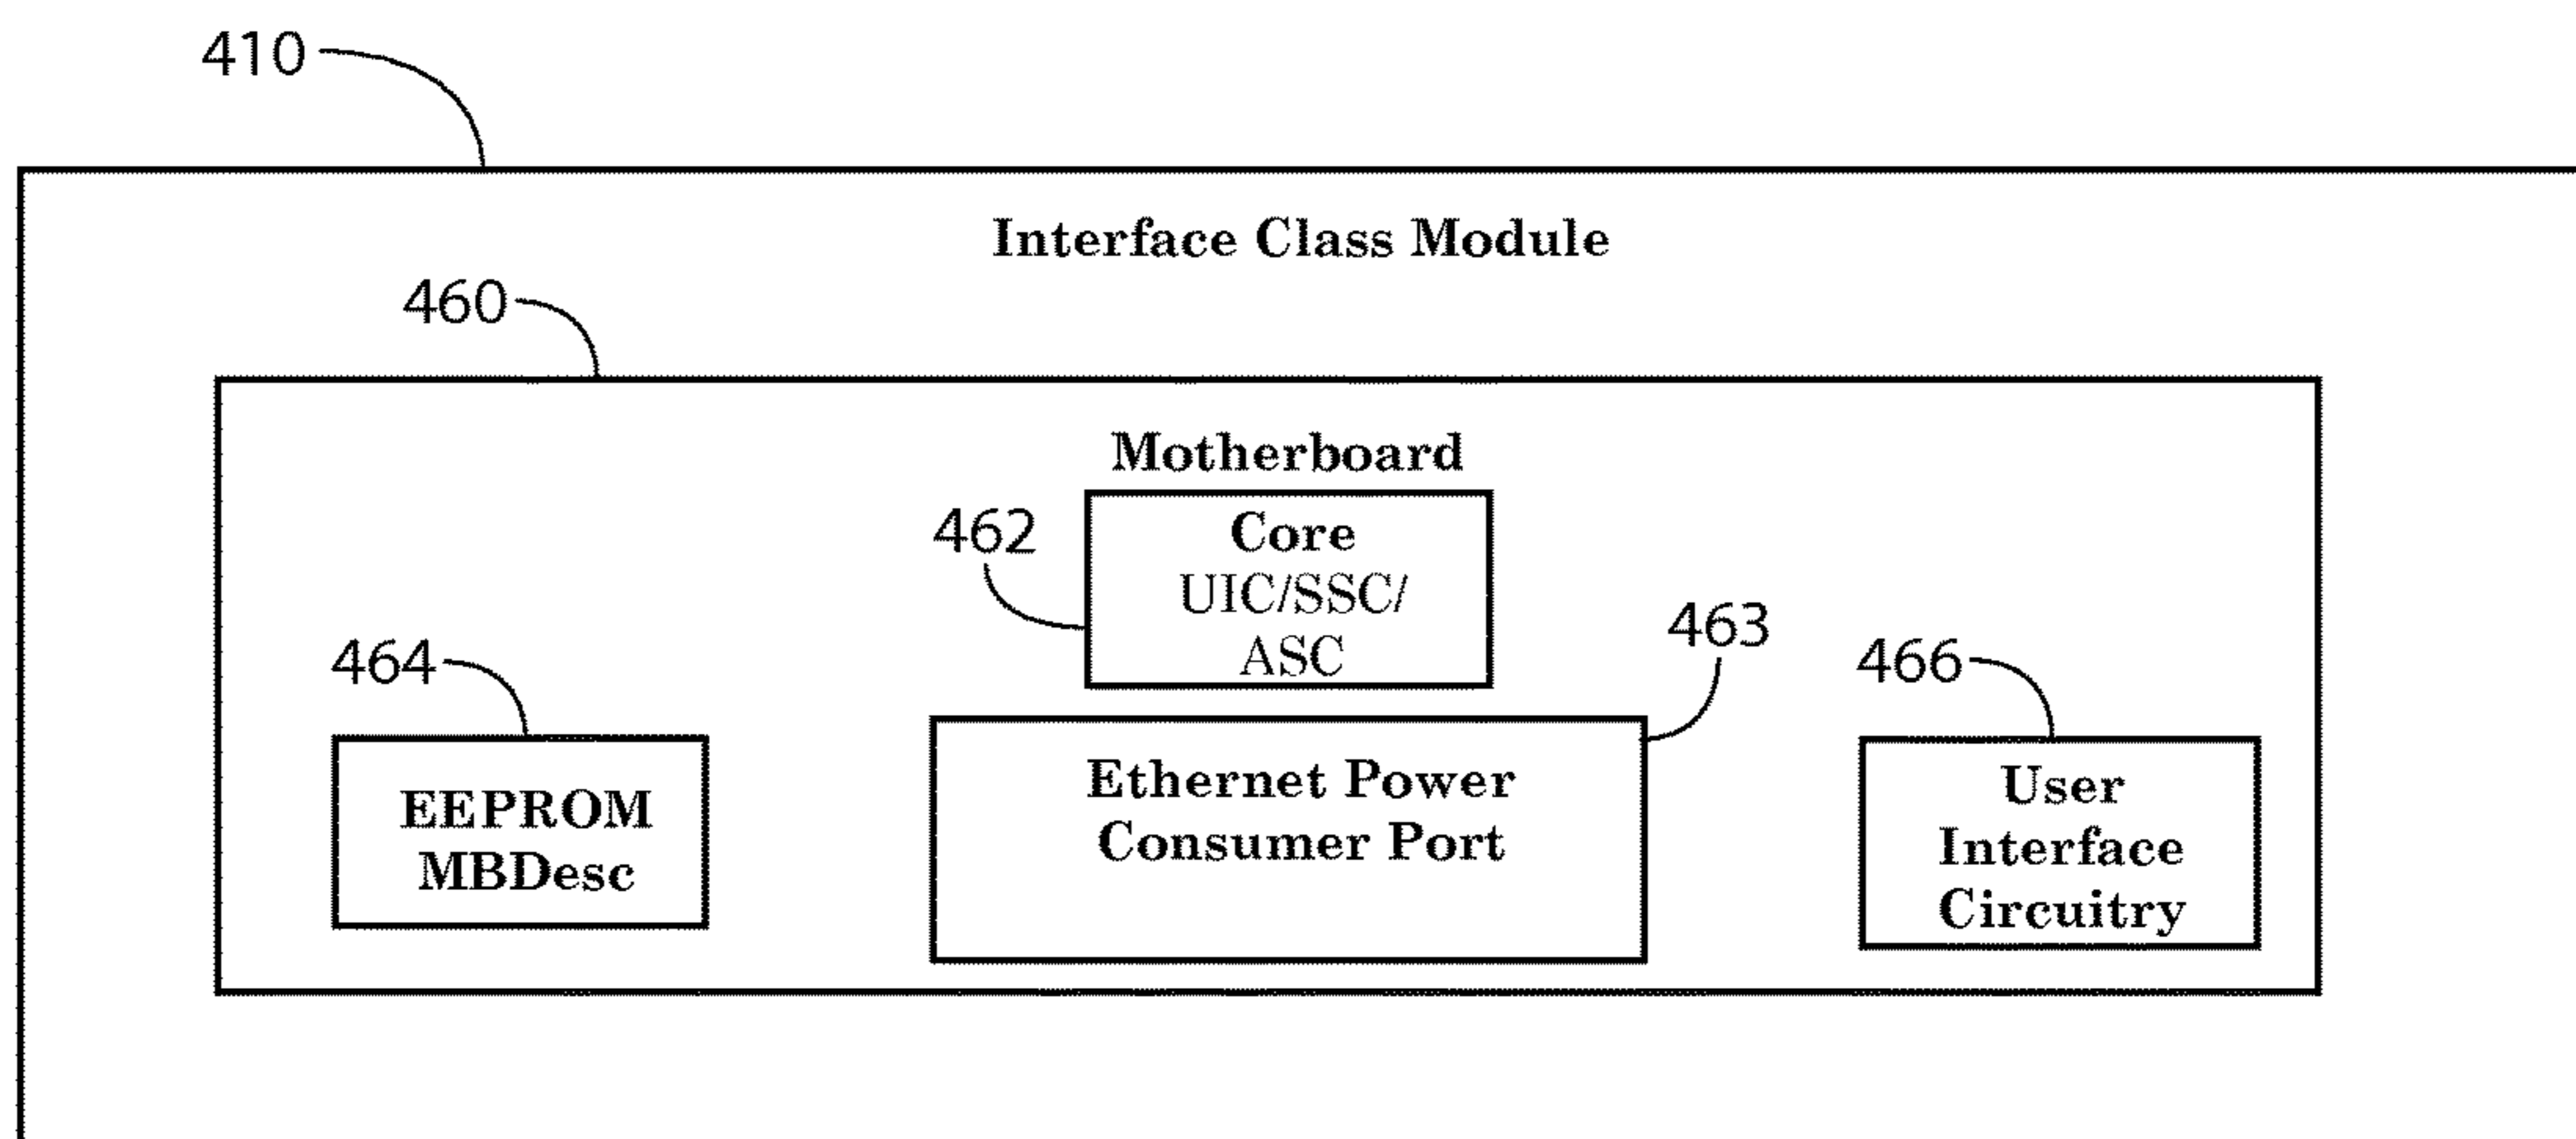 410
Interface Class Module
460
Motherboard
462
Core
UIC/SSC/
ASC
463
464
466
EEPROM
MBDesc
Ethernet Power
Consumer Port
User
Interface
Circuitry